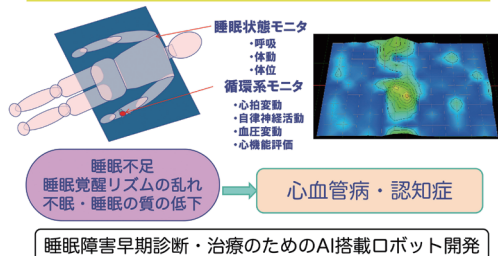 睡眠状態モニタ
・呼吸
・体動
・体位
循環系モニタ
・心拍変動
・自律神経活動
・血圧変動
・心機能評価
睡眠不足
睡眠覚醒リズムの乱れ
不眠・睡眠の質の低下
心血管病・認知症
睡眠障害早期診断・治療のためのAI搭載ロボット開発